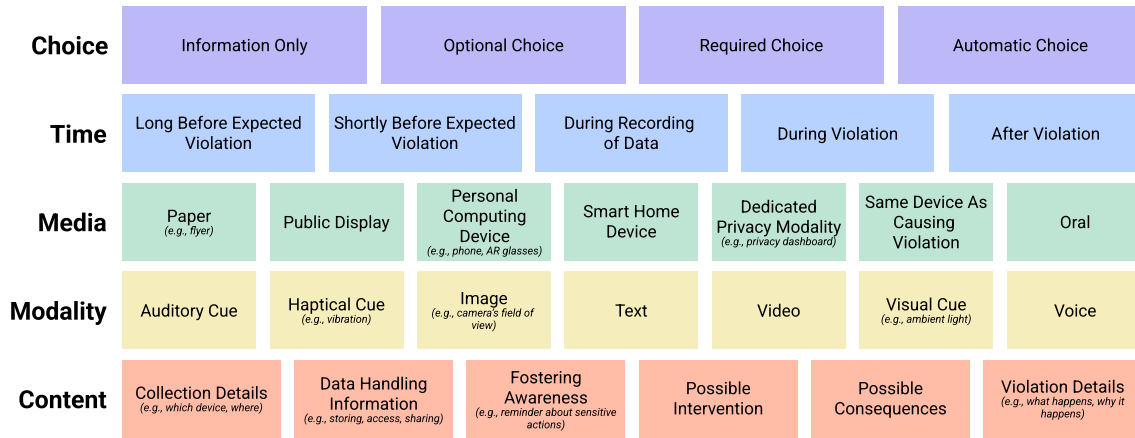 Choice
Information Only
Optional Choice
Required Choice
Automatic Choice
Time
Long Before Expected
Violation
Shortly Before Expected
Violation
During Recording
of Data
During Violation
After Violation
Media
Paper
(e.g., flyer)
Public Display
Personal
Computing
Device
(e.g., phone, AR glasses)
Smart Home
Device
Dedicated
Privacy Modality
(e.g., privacy dashboard)
Same Device As
Causing
Violation
Oral
Modality
Auditory Cue
Haptical Cue
(e.g., vibration)
Image
(e.g., camera's field of
view)
Text
Video
Visual Cue
(e.g., ambient light)
Voice
Content
Collection Details
(e.g., which device, where)
Data Handling
Information
(e.g., storing, access, sharing)
Fostering
Awareness
(e.g., reminder about sensitive
actions)
Possible
Intervention
Possible
Consequences
Violation Details
(e.g., what happens, why it
happens)